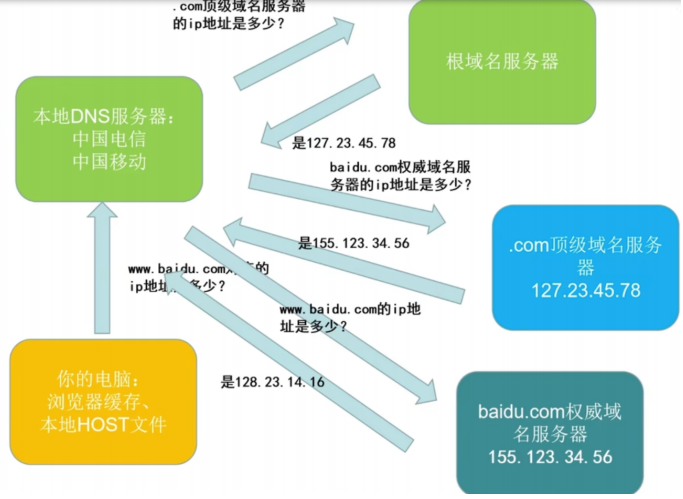 .com顶级域名服务器
的ip地址是多少？
根域名服务器
本地DNS服务器：
中国电信
中国移动
是127.23.45.78
baidu.com权威域名服
务器的ip地址是多少？
.com顶级域名服务
器
127.23.45.78
是155.123.34.56
www.baidu.com的
ip地多少？
www.baidu.com的ip地
址是多少？
你的电脑：
浏览器缓存、
本地HOST文件
是128.23.14.16
baidu.com权威域
名服务器
155.123.34.56